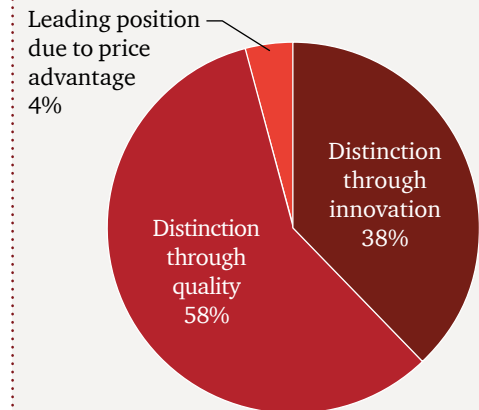 Leading position
due to price
advantage
4%
Distinction
through
innovation
38%
Distinction
through
quality
58%